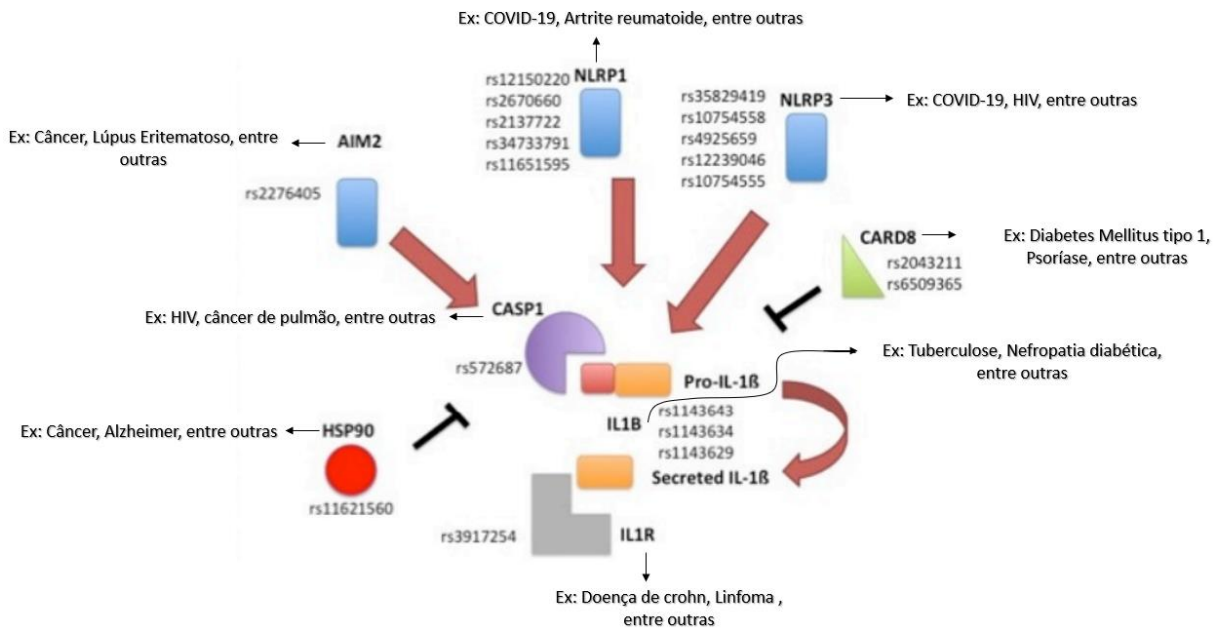 Ex: COVID-19, Artrite reumatoide, entre outras
NLRP1
rs12150220
rs2670660
rs2137722
rs34733791
rs11651595
NLRP3
rs35829419
rs10754558
rs4925659
rs12239046
rs10754555
Ex: COVID-19, HIV, entre outras
Ex: Câncer, Lúpus Eritematoso, entre
outras
AIM2
rs2276405
CARD8
rs2043211
rs6509365
Ex: Diabetes Mellitus tipo 1,
Psoríase, entre outras
Ex: HIV, câncer de pulmão, entre outras
CASP1
rs572687
Pro-IL-1ß
Ex: Tuberculose, Nefropatia diabética,
entre outras
IL1B
rs1143643
rs1143634
rs1143629
Ex: Câncer, Alzheimer, entre outras
HSP90
rs11621560
Secreted IL-1ß
rs3917254
IL1R
Ex: Doença de crohn, Linfoma ,
entre outras